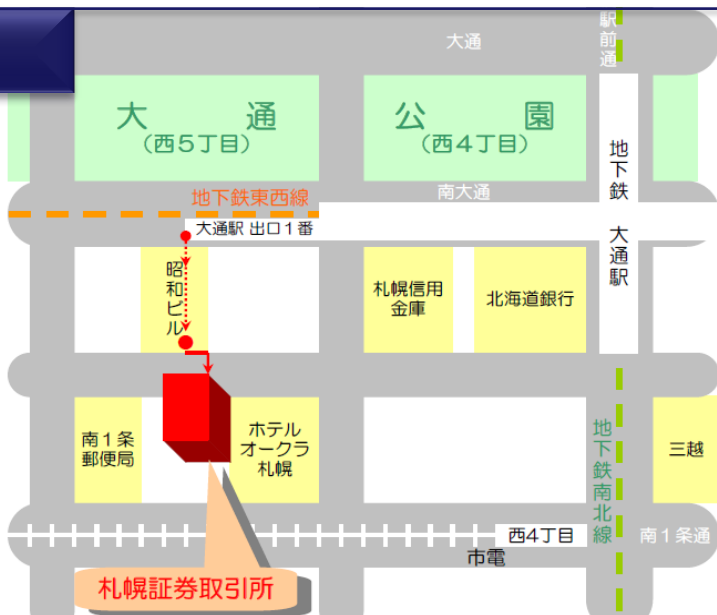 大通
駅前通
大　通
（西5丁目）
公　園
（西4丁目）
地下鉄 大通駅
地下鉄東西線
南大通
大通駅 出口１番
昭和ビル
札幌信用
金庫
北海道銀行
南１条
郵便局
ホテル
オークラ
札幌
地下鉄南北線
三越
西4丁目
南１条通
市電
札幌証券取引所